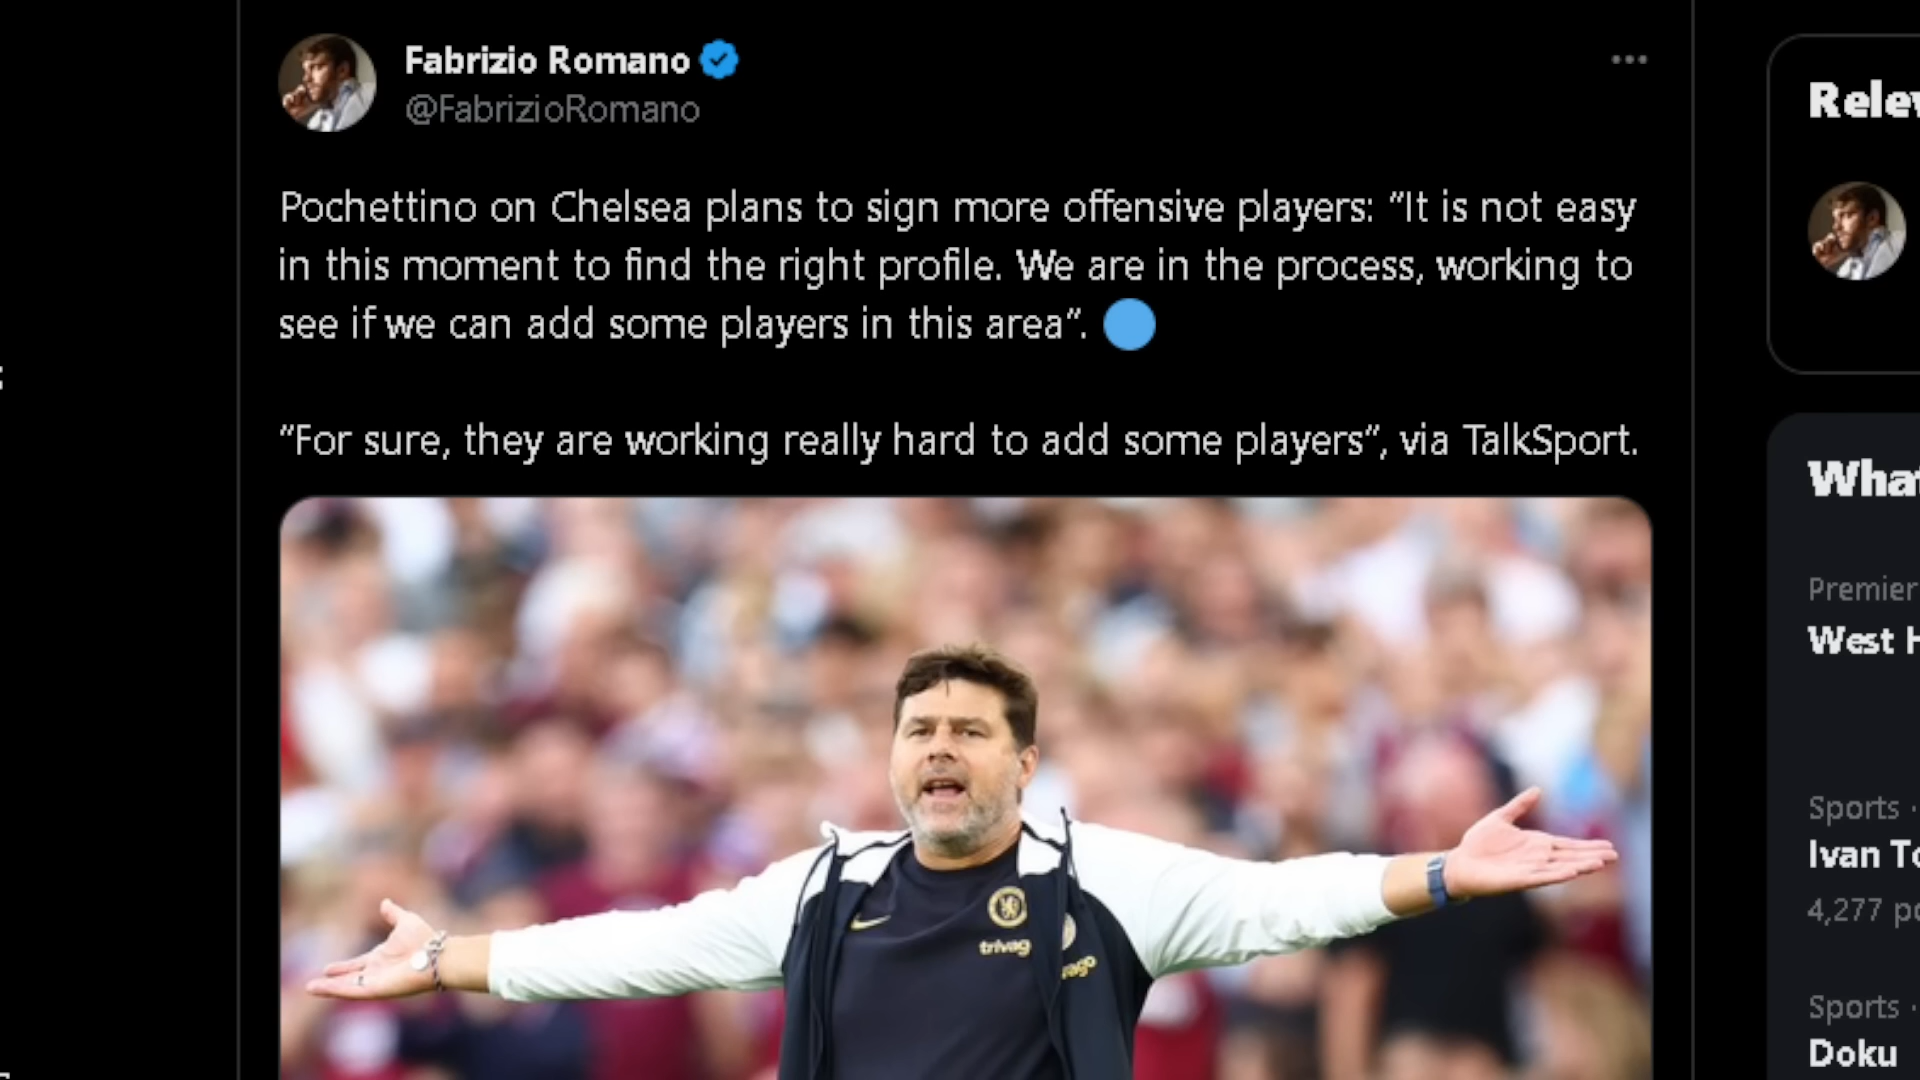 Fabrizio Romano
@FabrizioRomano
Pochettino on Chelsea plans to sign more offensive players: “It is not easy
in this moment to find the right profile. We are in the process, working to
see if we can add some players in this area”.
“For sure, they are working really hard to add some players”, via TalkSport.
trivag
vago
Relev
What
Premier
West H
Sports ·
Ivan To
4,277 po
Sports ·
Doku